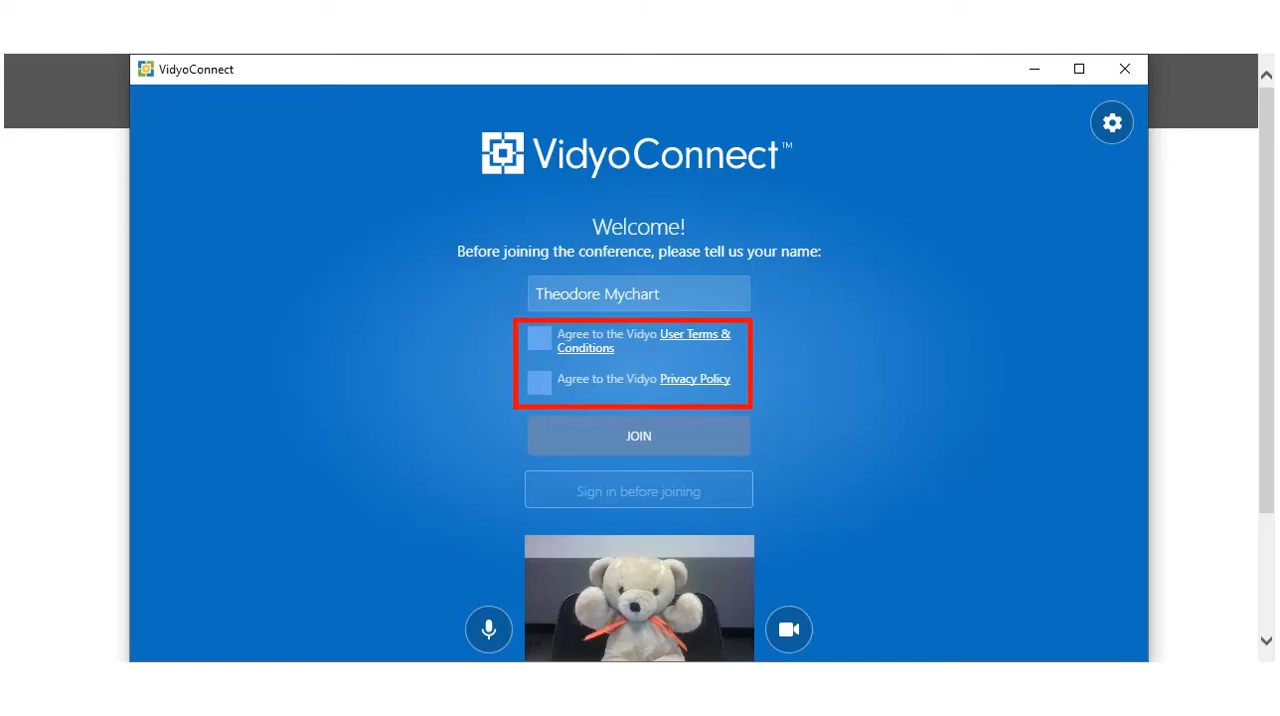 VidyoConnect
VidyoConnect™
Welcome!
Before joining the conference, please tell us your name:
Theodore Mychart
Agree to the Vidyo User Terms &
Conditions
Agree to the Vidyo Privacy Policy
JOIN
Sign in before joining